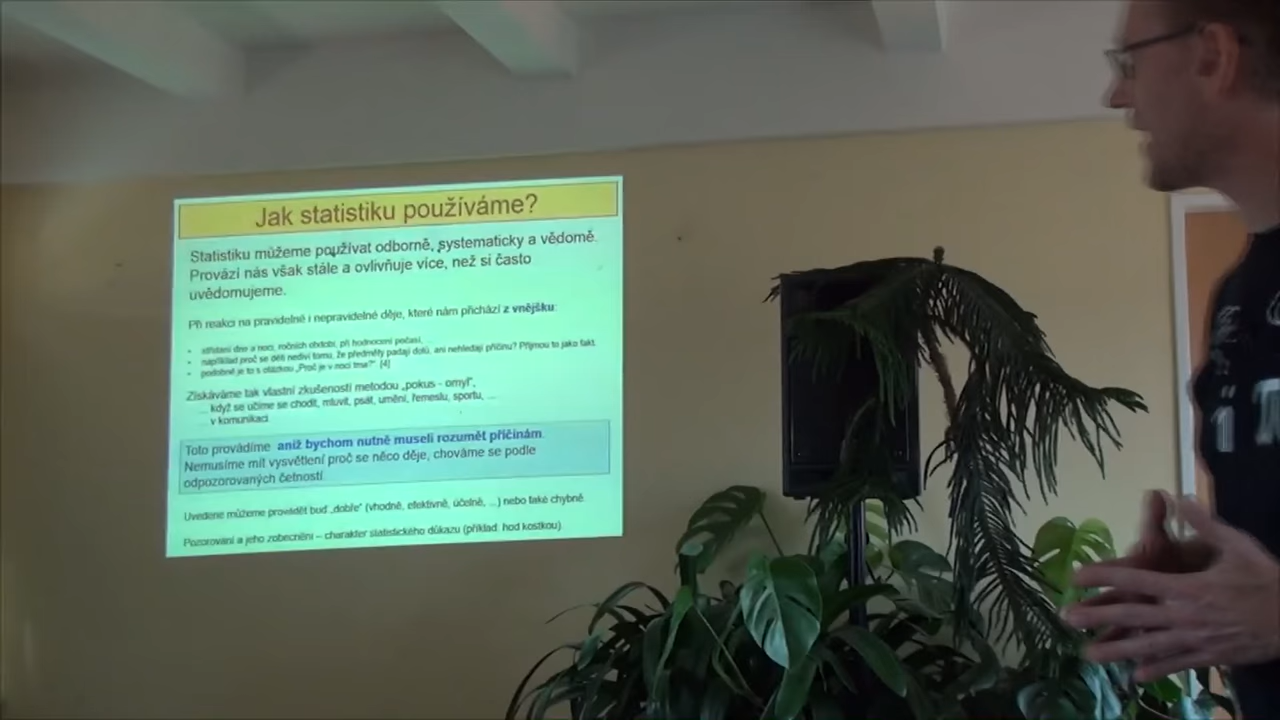 Jak statistiku používáme?
Statistiku můžeme používat odborně, systematicky a vědomě.
Provází nás však stále a ovlivňuje více, než si často
uvědomujeme.
Při reakci na pravidelné i nepravidelné děje, které nám přichází z vnějšku:
• střídání dne a noci, ročních období, při hodnocení počasí,
• například proč se děti nediví tomu, že předměty padají dolů, ani nehledají příčinu? Přijmou to jako fakt.
• podobně je to s otázkou „Proč je v noci tma?" [4]
Získáváme tak vlastní zkušenosti metodou „pokus - omyl",
... když se učíme se chodit, mluvit, psát, umění, řemeslu, sportu, ...
v komunikaci.
Toto provádíme aniž bychom nutně museli rozumět příčinám.
Nemusíme mít vysvětlení proč se něco děje, chováme se podle
odpozorovaných četností.
Uvedené můžeme provádět buď „dobře" (vhodně, efektivně, účelně, ...) nebo také chybně.
Pozorování a jeho zobecnění – charakter statistického důkazu (příklad: hod kostkou).